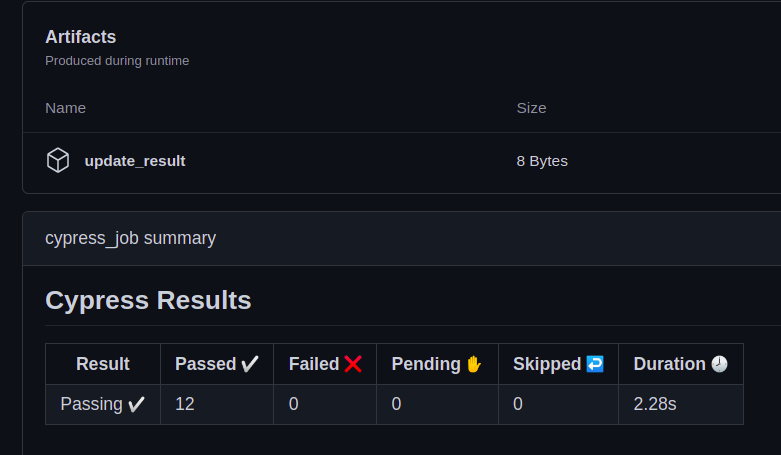 Artifacts
Produced during runtime
Name Size
update_result 8 Bytes
cypress_job summary
Cypress Results
Result Passed ✔️ Failed ❌ Pending ✋ Skipped ↩️ Duration 🕗
Passing ✔️ 12 0 0 0 2.28s